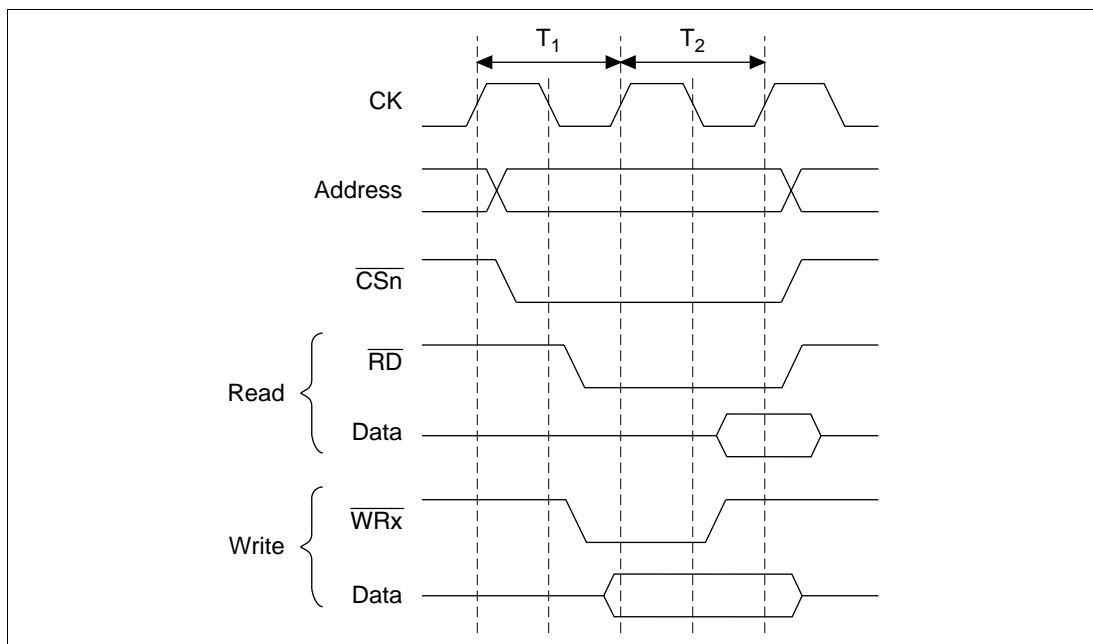 T1 T2
CK
Address
CSn
RD
Read
Data
WRx
Write
Data